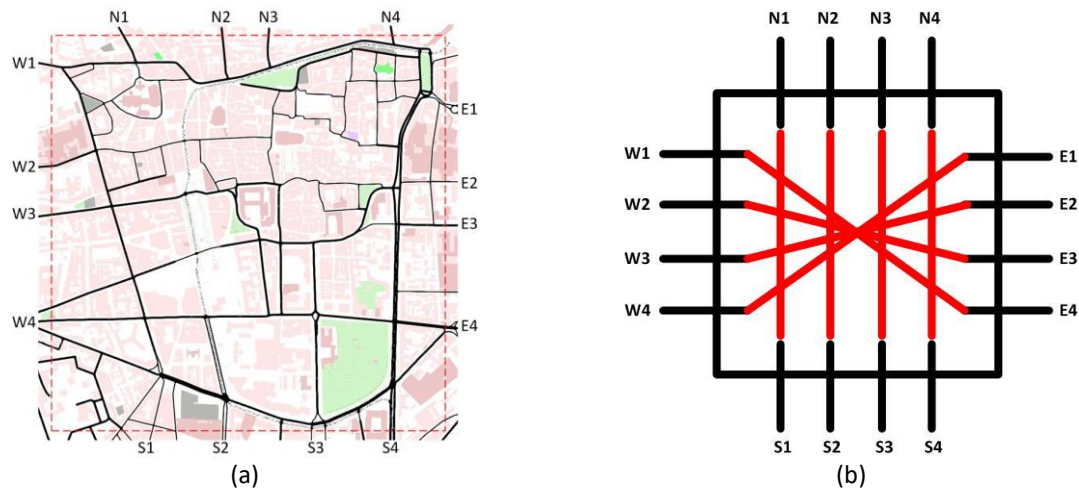 N1 N2 N3 N4
W1
E1
W2
E2
W3
E3
W4
E4
S1 S2 S3 S4
(a)
N1 N2 N3 N4
W1 E1
W2 E2
W3 E3
W4 E4
S1 S2 S3 S4
(b)